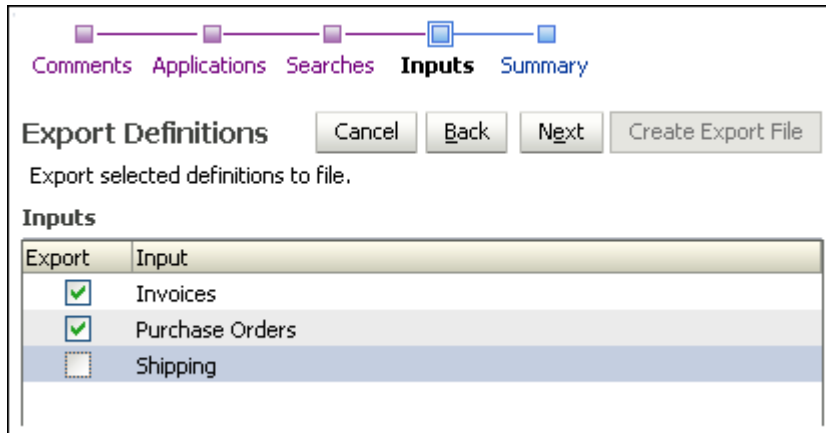 Comments Applications Searches Inputs Summary
Export Definitions Cancel Back Next Create Export File
Export selected definitions to file.
Inputs
Export Input
Invoices
Purchase Orders
Shipping